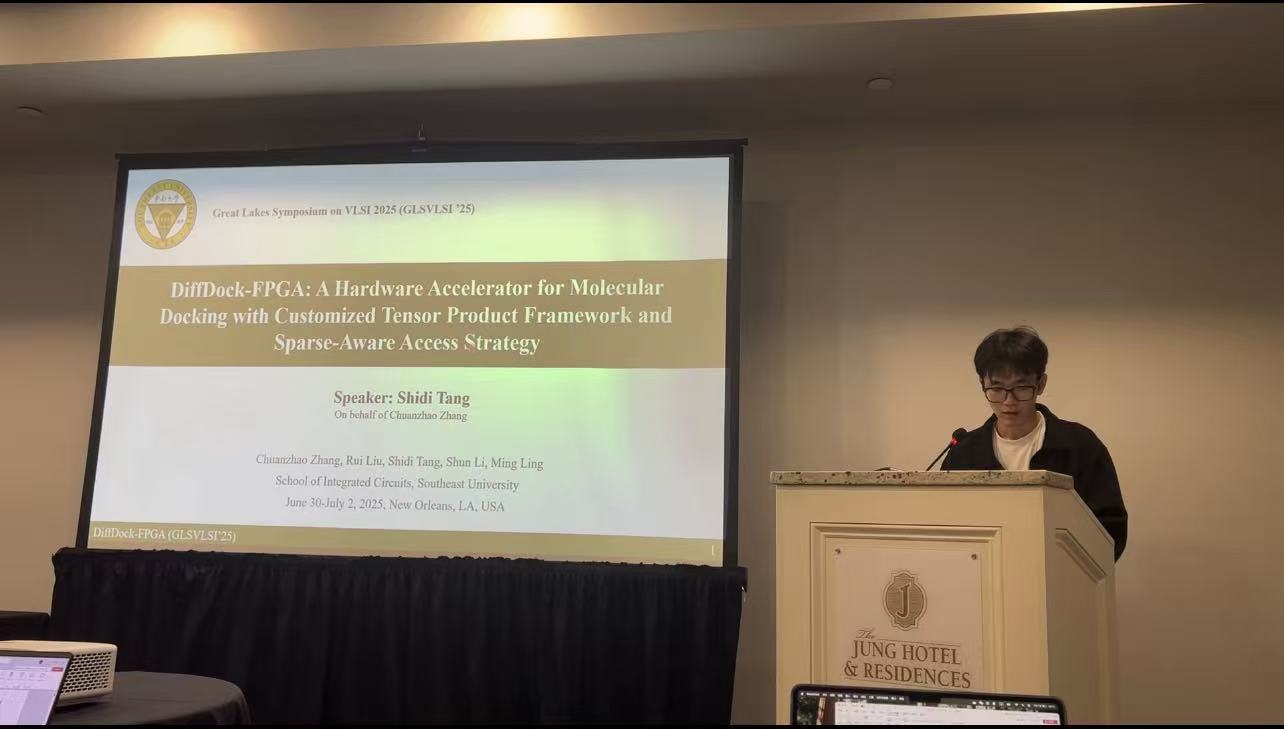 Great Lakes Symposium on VLSI 2025 (GLSVLSI '25)
DiffDock-FPGA: A Hardware Accelerator for Molecular
Docking with Customized Tensor Product Framework and
Sparse-Aware Access Strategy
Speaker: Shidi Tang
On behalf of Chuanzhao Zhang
Chuanzhao Zhang, Rui Liu, Shidi Tang, Shun Li, Ming Ling
School of Integrated Circuits, Southeast University
June 30-July 2, 2025, New Orleans, LA, USA
DiffDock-FPGA (GLSVLSI'25)
1
J
The
JUNG HOTEL
& RESIDENCES